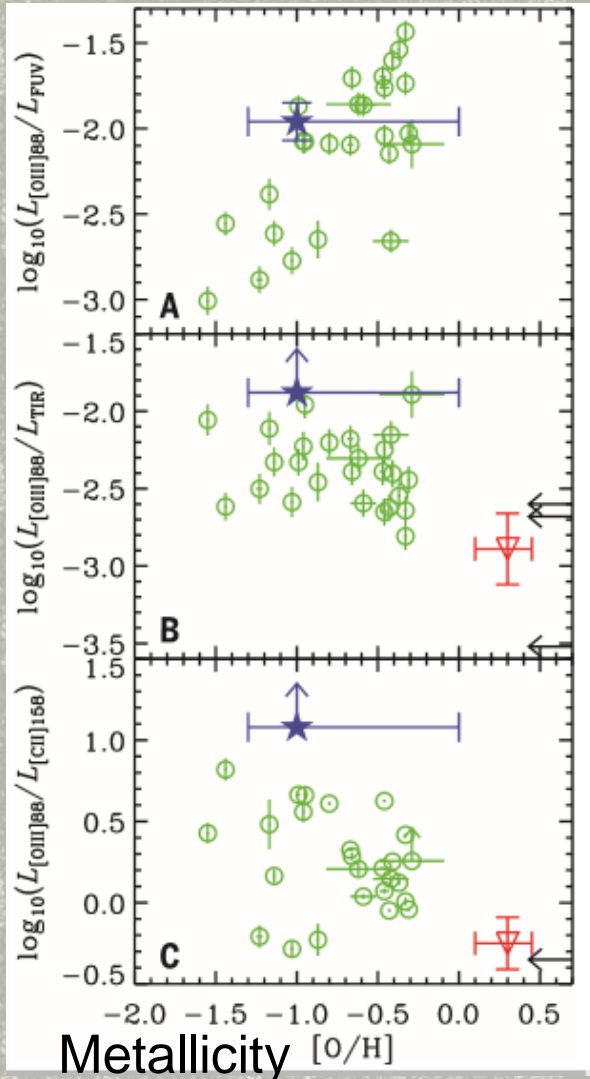 log₁₀(L[OIII]88/LFUV)
−1.5
−2.0
−2.5
−3.0
A
log₁₀(L[OIII]88/LTIR)
−1.5
−2.0
−2.5
−3.0
−3.5
B
log₁₀(L[OIII]88/L[CII]158)
1.5
1.0
0.5
0.0
−0.5
C
−2.0 −1.5 −1.0 −0.5 0.0 0.5
Metallicity [O/H]